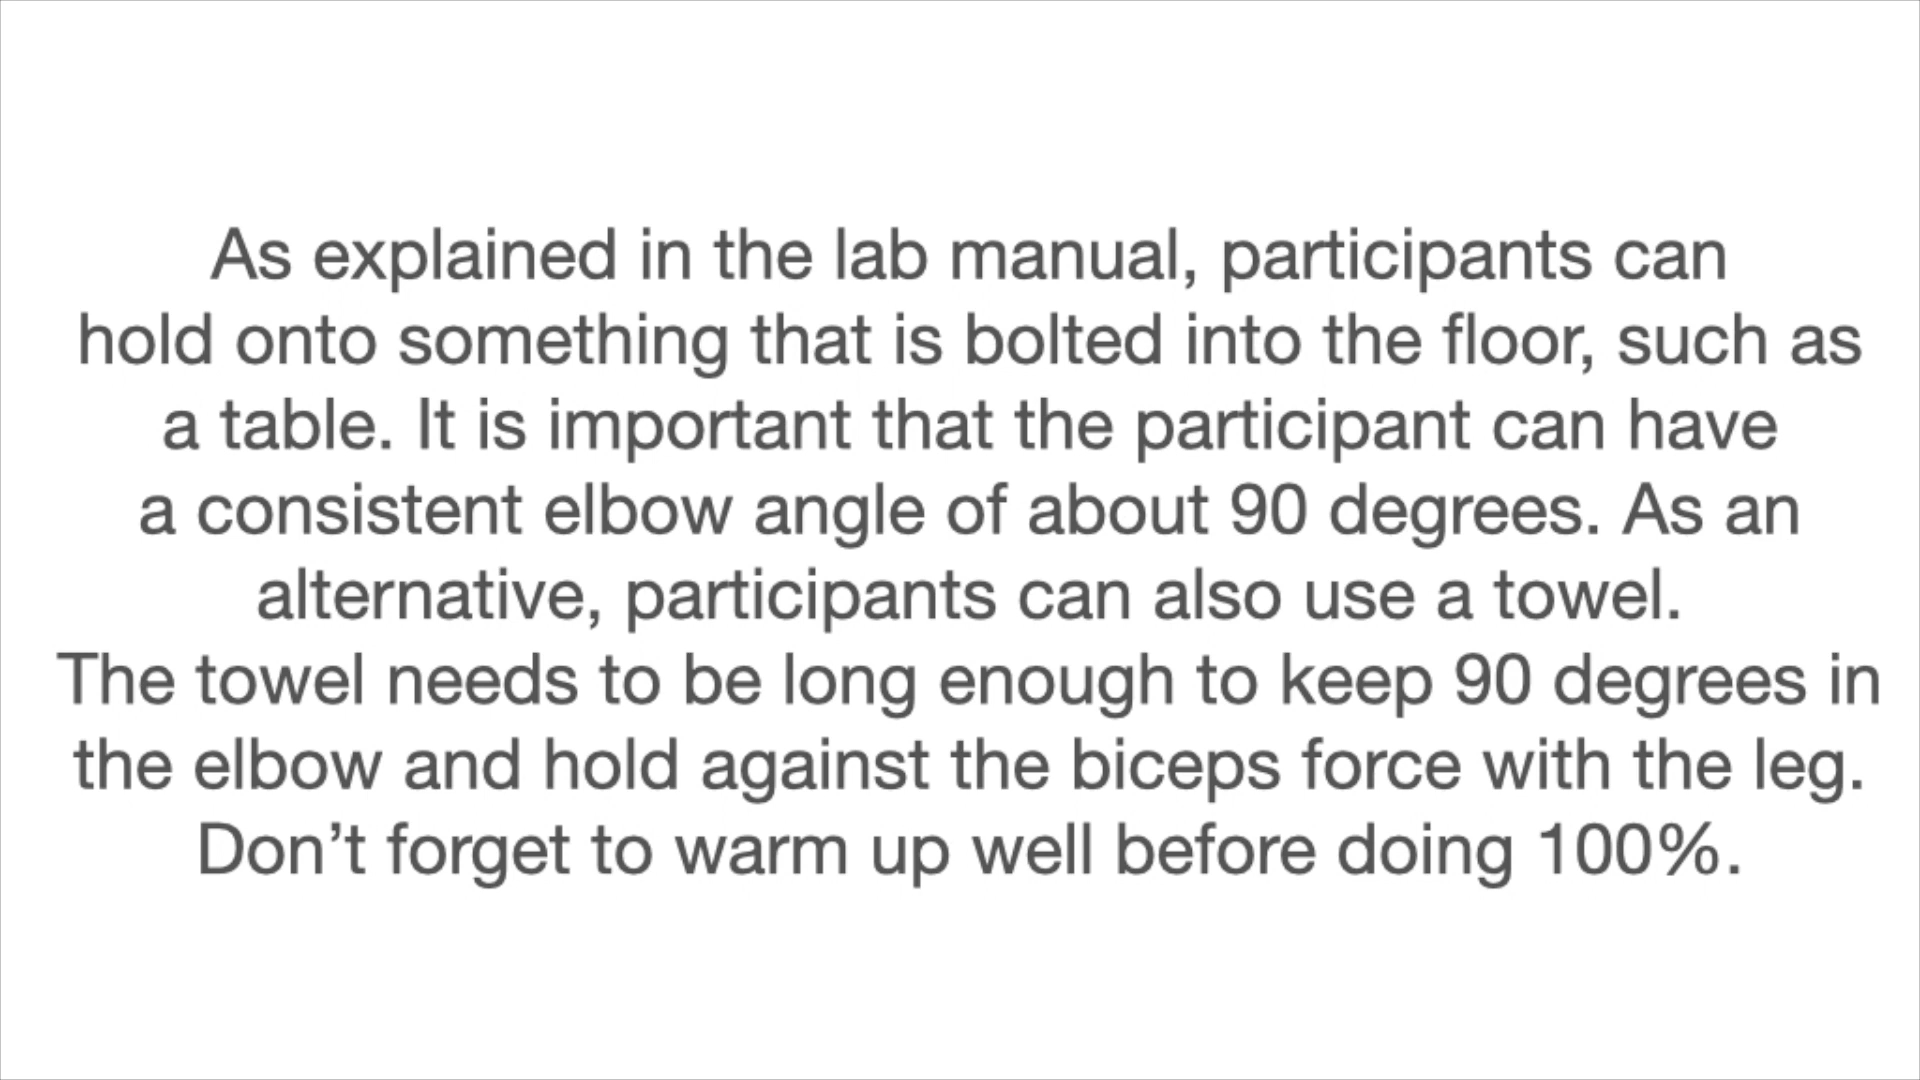 As explained in the lab manual, participants can
hold onto something that is bolted into the floor, such as
a table. It is important that the participant can have
a consistent elbow angle of about 90 degrees. As an
alternative, participants can also use a towel.
The towel needs to be long enough to keep 90 degrees in
the elbow and hold against the biceps force with the leg.
Don’t forget to warm up well before doing 100%.